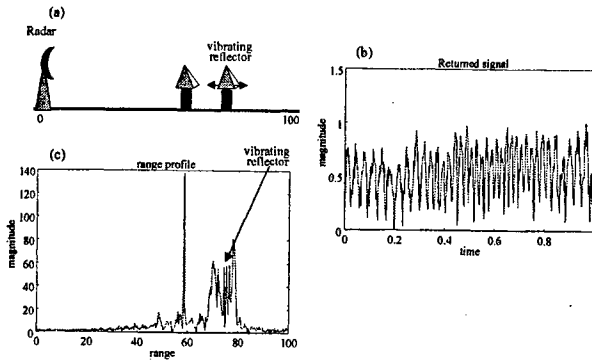 (a)
Radar
vibrating
reflector
0
100
(b)
Returned signal
1.5
1
0.5
0
magnitude
0 0.2 0.4 0.6 0.8
time
(c)
vibrating
reflector
range profile
140
120
100
80
60
40
20
0
magnitude
0 20 40 60 80 100
range